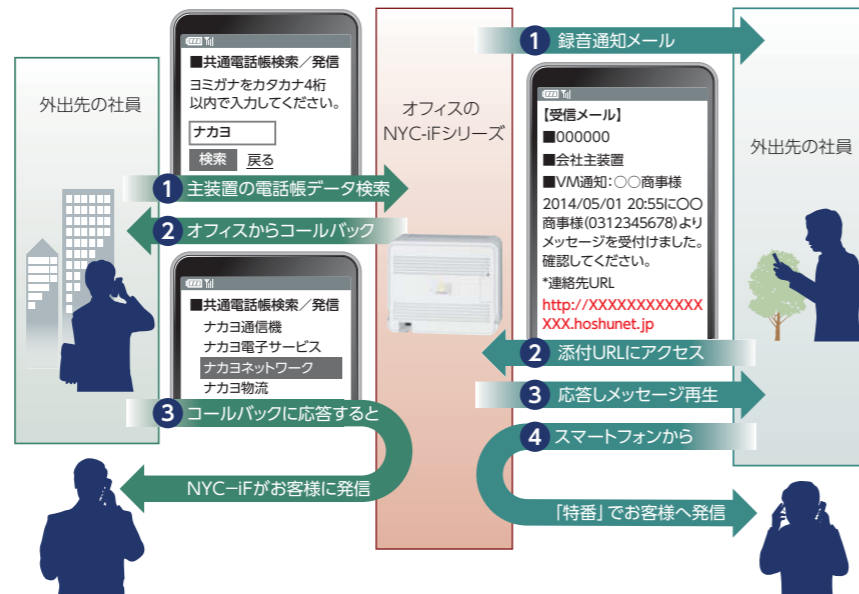 外出先の社員
■共通電話帳検索／発信
ヨミガナをカタカナ4桁
以内で入力してください。
ナカヨ
検索 戻る
1 主装置の電話帳データ検索
2 オフィスからコールバック
■共通電話帳検索／発信
ナカヨ通信機
ナカヨ電子サービス
ナカヨネットワーク
ナカヨ物流
3 コールバックに応答すると
NYC−iFがお客様に発信
オフィスの
NYC-iFシリーズ
1 録音通知メール
【受信メール】
■000000
■会社主装置
■VM通知：○○商事様
2014/05/01 20:55に○○
商事様(0312345678)より
メッセージを受付けました。
確認してください。
*連絡先URL
http://XXXXXXXXXXXX
XXX.hoshunet.jp
外出先の社員
2 添付URLにアクセス
3 応答しメッセージ再生
4 スマートフォンから
「特番」でお客様へ発信